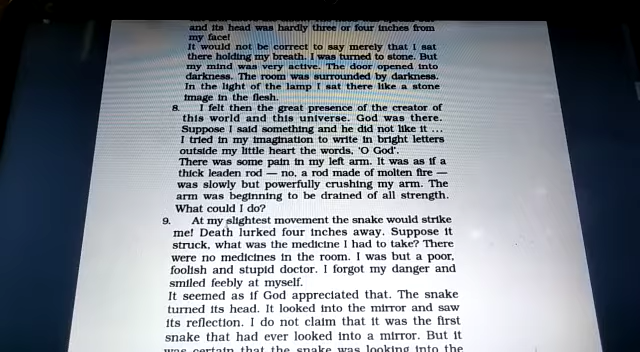 and its head was hardly three or four inches from
my face!
It would not be correct to say merely that I sat
there holding my breath. I was turned to stone. But
my mind was very active. The door opened into
darkness. The room was surrounded by darkness.
In the light of the lamp I sat there like a stone
image in the flesh.
8. I felt then the great presence of the creator of
this world and this universe. God was there.
Suppose I said something and he did not like it ...
I tried in my imagination to write in bright letters
outside my little heart the words, 'O God'.
There was some pain in my left arm. It was as if a
thick leaden rod — no, a rod made of molten fire —
was slowly but powerfully crushing my arm. The
arm was beginning to be drained of all strength.
What could I do?
9. At my slightest movement the snake would strike
me! Death lurked four inches away. Suppose it
struck, what was the medicine I had to take? There
were no medicines in the room. I was but a poor,
foolish and stupid doctor. I forgot my danger and
smiled feebly at myself.
It seemed as if God appreciated that. The snake
turned its head. It looked into the mirror and saw
its reflection. I do not claim that it was the first
snake that had ever looked into a mirror. But it
was certain that the snake was looking into the